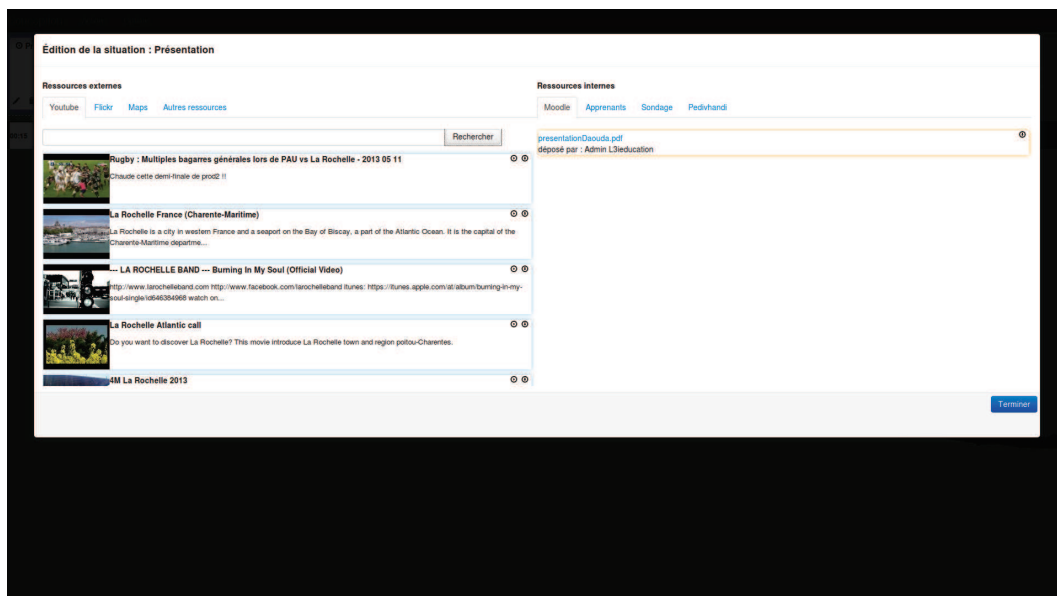 Édition de la situation : Présentation
Ressources externes
Youtube Flickr Maps Autres ressources
Rechercher
Rugby : Multiples bagarres générales lors de PAU vs La Rochelle - 2013 05 11
Chaude cette demi-finale de prod2 !!
La Rochelle France (Charente-Maritime)
La Rochelle is a city in western France and a seaport on the Bay of Biscay, a part of the Atlantic Ocean. It is the capital of the
Charente-Maritime departme...
--- LA ROCHELLE BAND --- Burning In My Soul (Official Video)
http://www.larochelleband.com http://www.facebook.com/larochelleband itunes: https://itunes.apple.com/at/album/burning-in-my-
soul-single/id646384968 watch on...
La Rochelle Atlantic call
Do you want to discover La Rochelle? This movie introduce La Rochelle town and region poitou-Charentes.
4M La Rochelle 2013
Ressources internes
Moodle Apprenants Sondage Pedivhandi
presentationDaouda.pdf
déposé par : Admin L3ieducation
Terminer